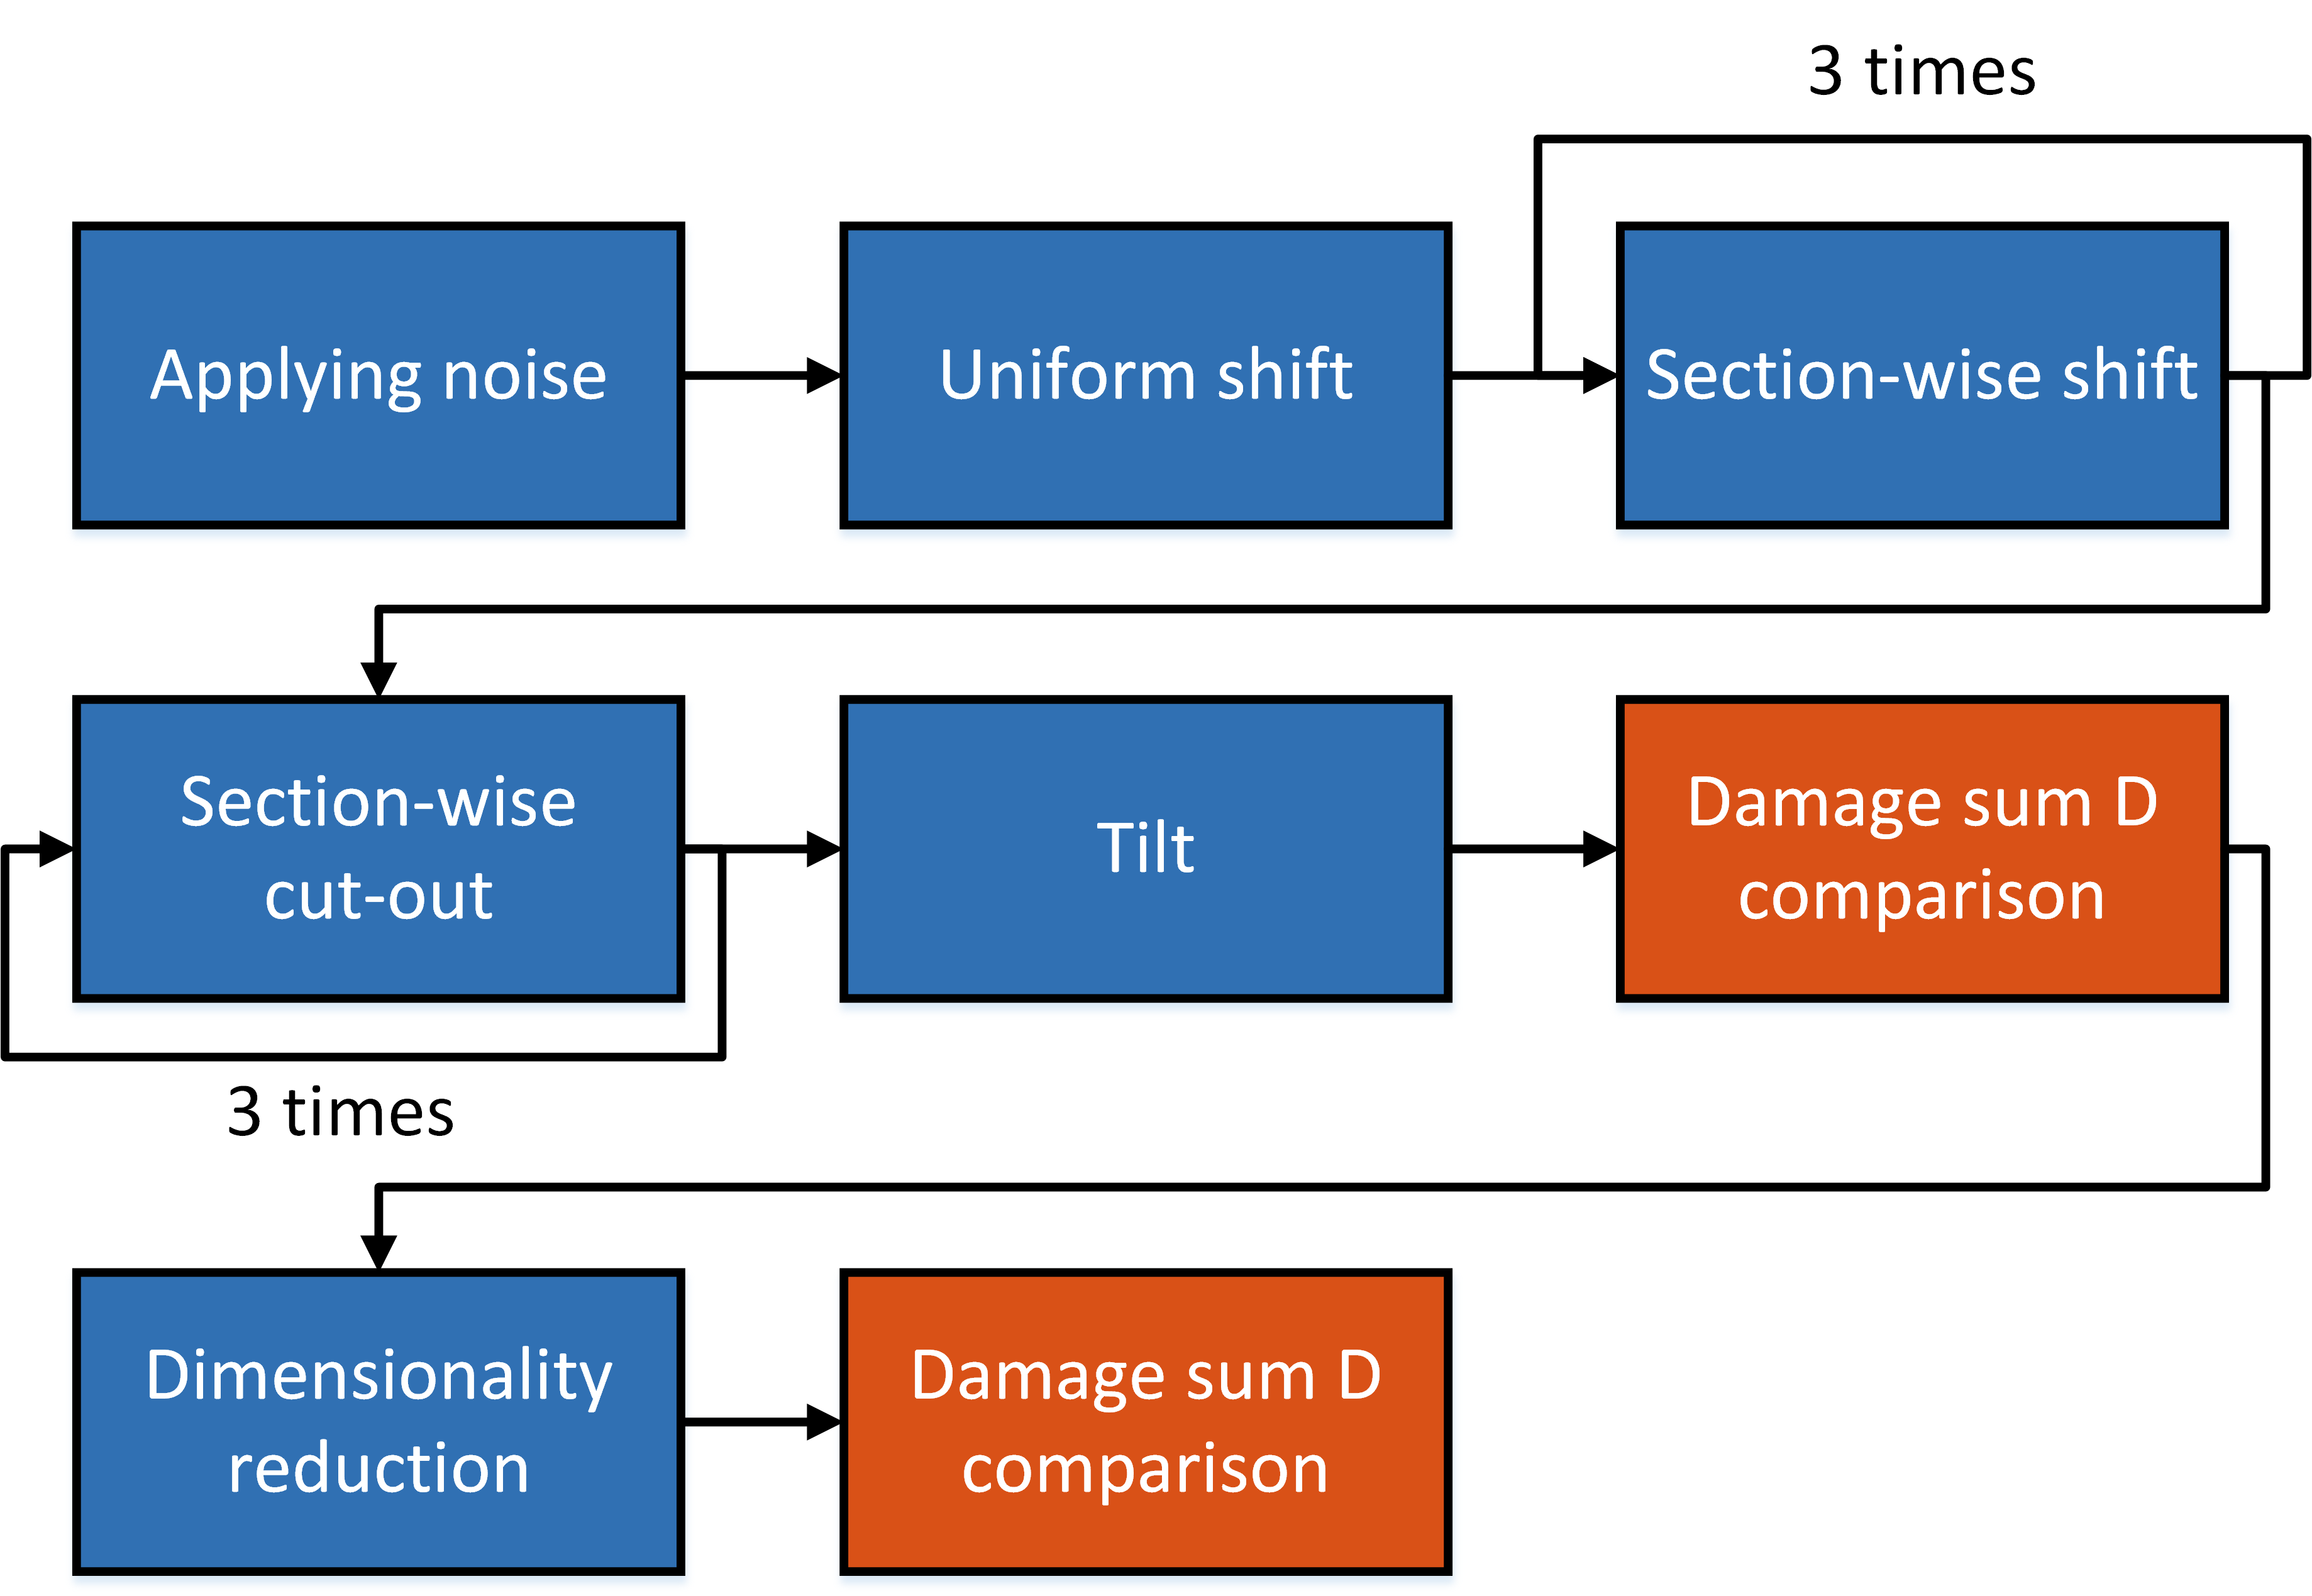 3 times
Applying noise
Uniform shift
Section-wise shift
Section-wise
cut-out
Tilt
Damage sum D
comparison
3 times
Dimensionality
reduction
Damage sum D
comparison